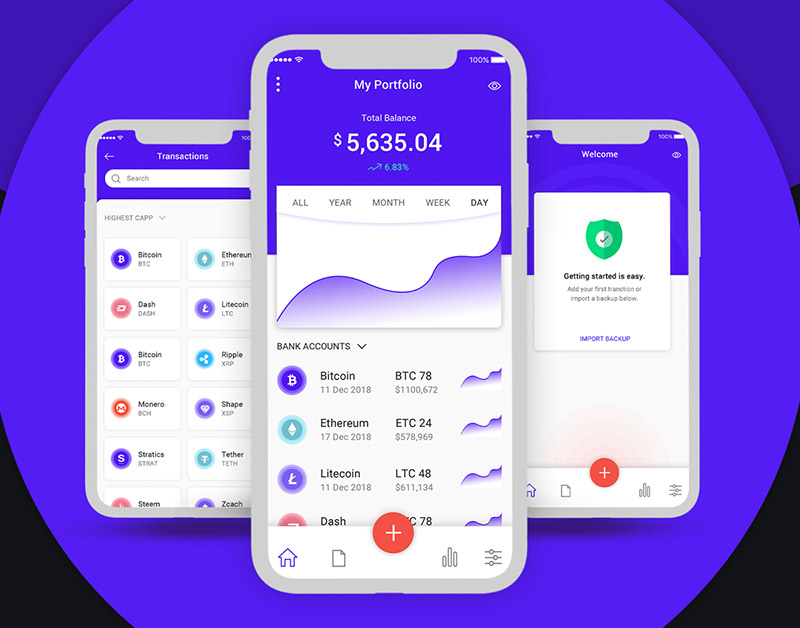 100%
My Portfolio
Total Balance
$ 5,635.04
6.83%
ALL YEAR MONTH WEEK DAY
BANK ACCOUNTS
Bitcoin BTC 78
11 Dec 2018 $1100,672
Ethereum ETC 24
17 Dec 2018 $578,969
Litecoin LTC 48
11 Dec 2018 $611,134
Dash C 78
Transactions
Search
HIGHEST CAPP
Bitcoin
BTC
Ethereum
ETH
Dash
DASH
Litecoin
LTC
Bitcoin
BTC
Ripple
XRP
Monero
BCH
Shape
XSP
Stratics
STRAT
Tether
TETH
Steem
Zcach
100%
Welcome
Getting started is easy.
Add your first tranction or
import a backup below.
IMPORT BACKUP